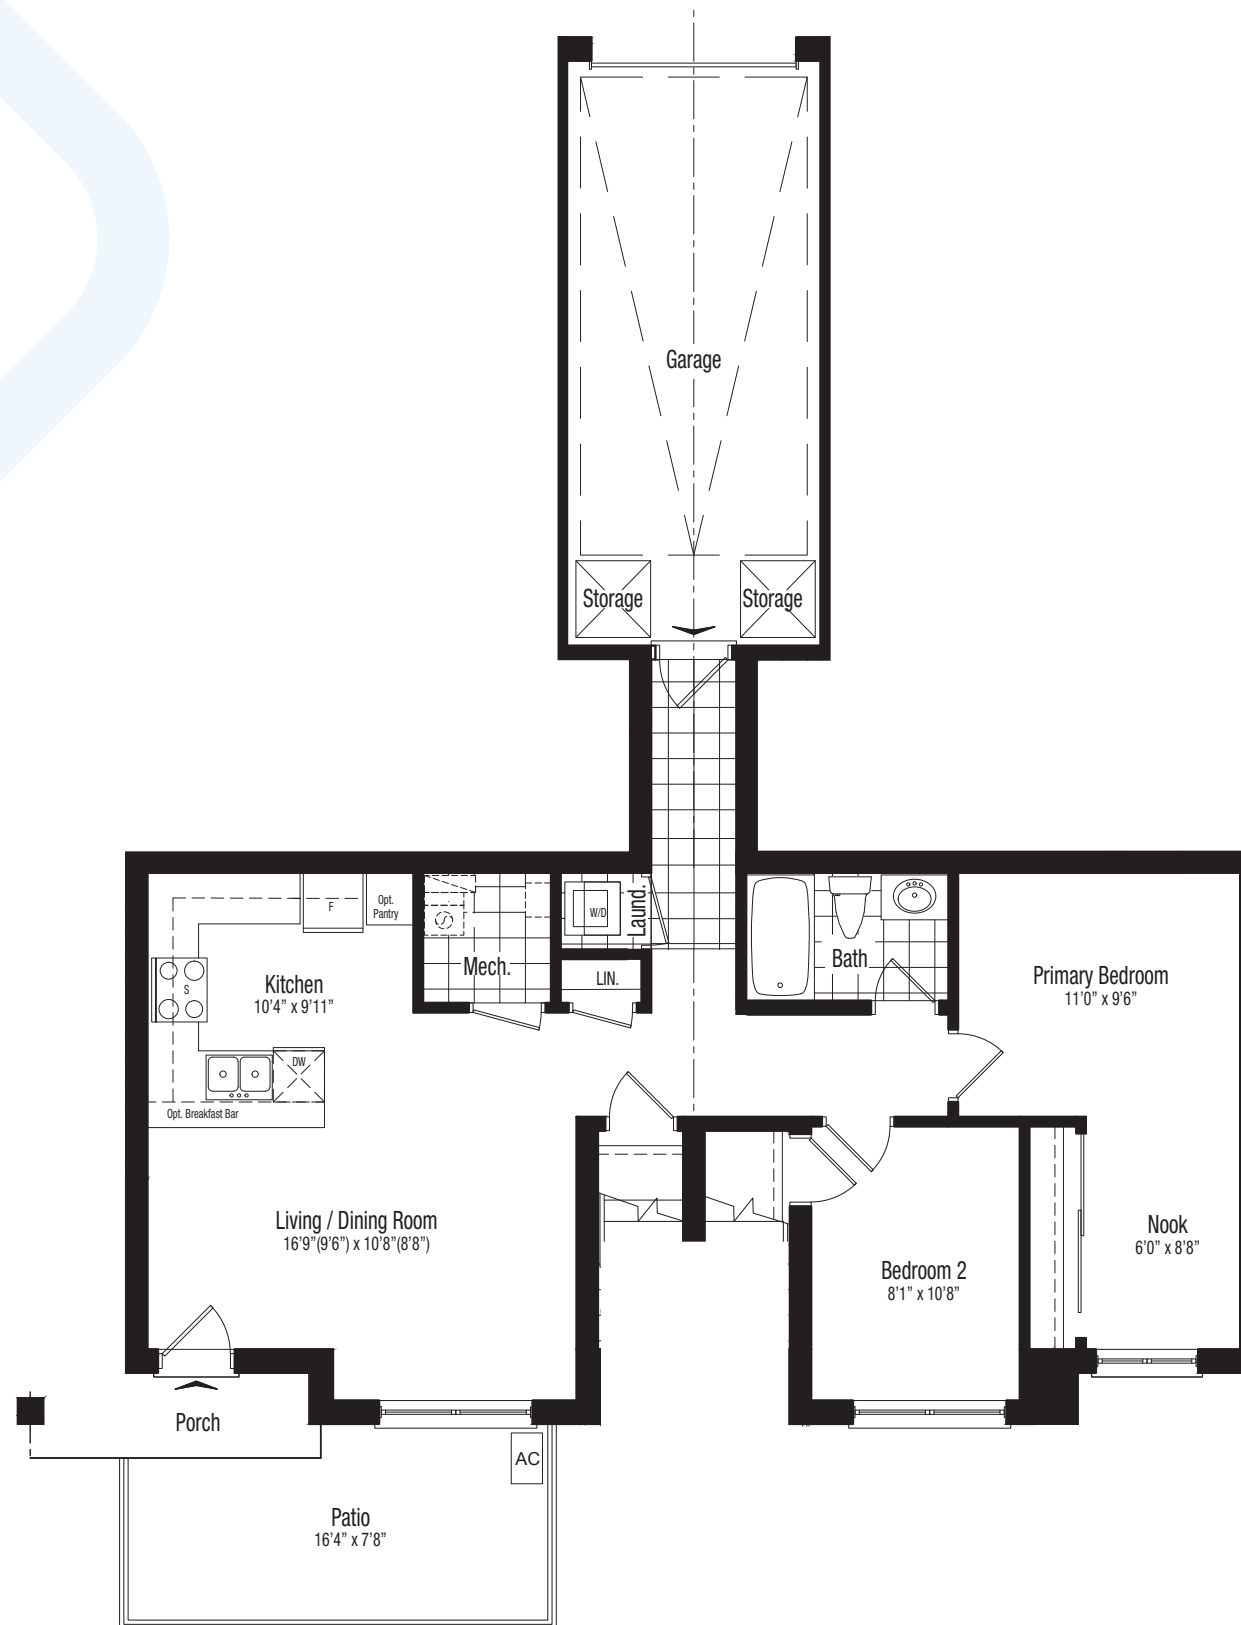 Garage
Storage
Storage
Laund.
W/D
F
Opt.
Pantry
Mech.
LIN.
Bath
Kitchen
10'4" x 9'11"
S
DW
Opt. Breakfast Bar
Primary Bedroom
11'0" x 9'6"
Living / Dining Room
16'9"(9'6") x 10'8"(8'8")
Nook
6'0" x 8'8"
Bedroom 2
8'1" x 10'8"
Porch
AC
Patio
16'4" x 7'8"